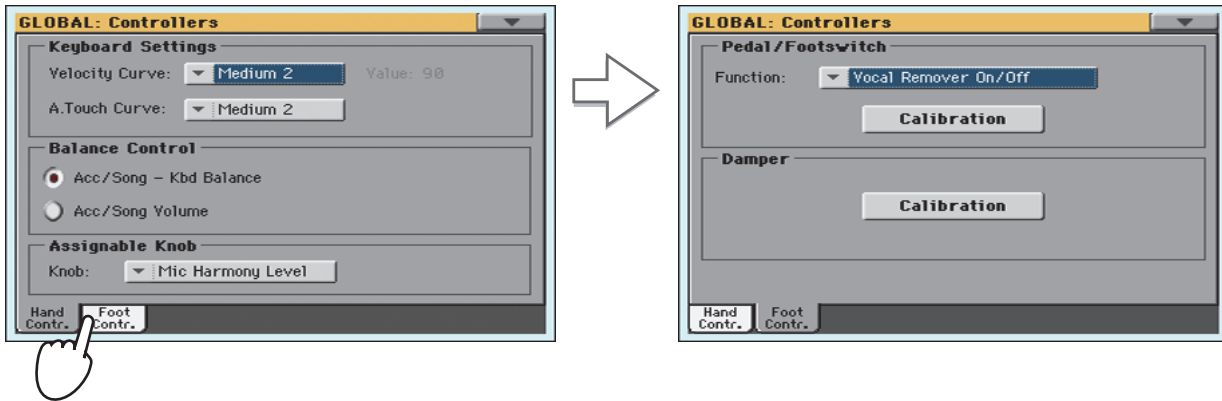 GLOBAL: Controllers
Keyboard Settings
Velocity Curve: Medium 2 Value: 90
A.Touch Curve: Medium 2
Balance Control
Acc/Song - Kbd Balance
Acc/Song Volume
Assignable Knob
Knob: Mic Harmony Level
Hand Contr. Foot Contr.
GLOBAL: Controllers
Pedal/Footswitch
Function: Vocal Remover On/Off
Calibration
Damper
Calibration
Hand Contr. Foot Contr.